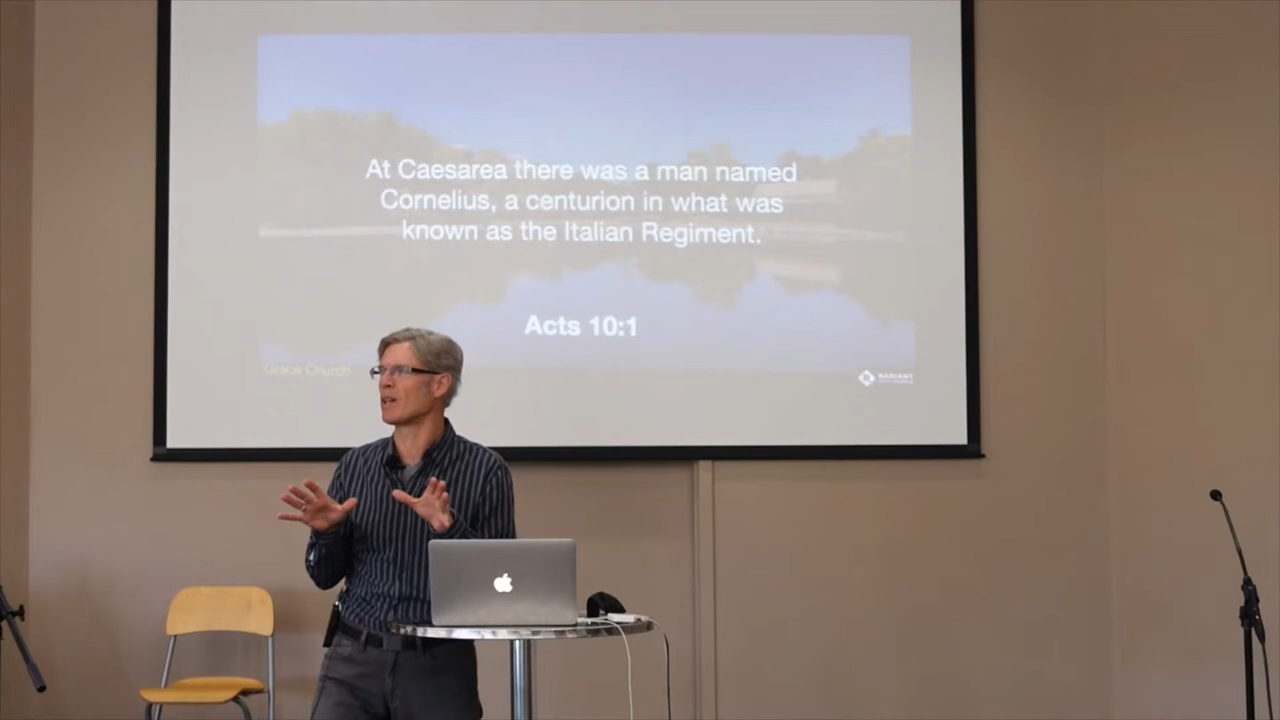 At Caesarea there was a man named
Cornelius, a centurion in what was
known as the Italian Regiment.
Acts 10:1
Grace Church
RADIANT